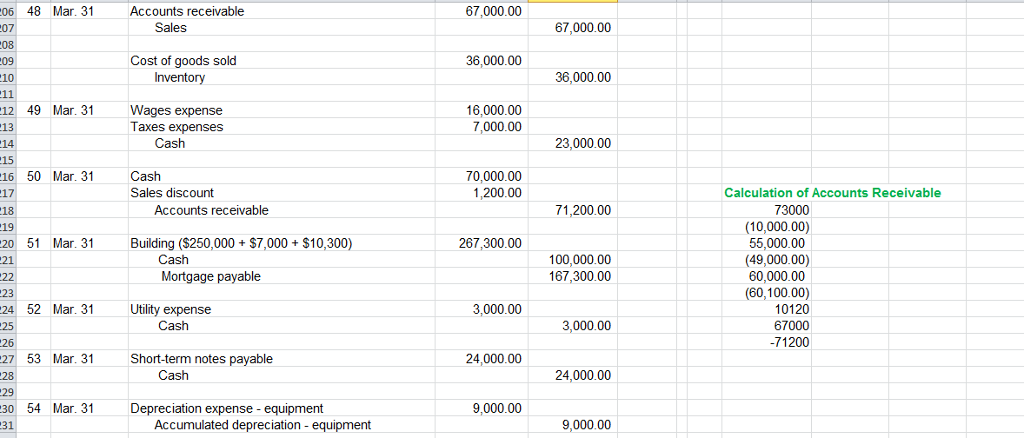 206 48 Mar. 31 Accounts receivable 67,000.00
207 Sales 67,000.00
208
209 Cost of goods sold 36,000.00
210 Inventory 36,000.00
211
212 49 Mar. 31 Wages expense 16,000.00
213 Taxes expenses 7,000.00
214 Cash 23,000.00
215
216 50 Mar. 31 Cash 70,000.00
217 Sales discount 1,200.00 Calculation of Accounts Receivable
218 Accounts receivable 71,200.00 73000
219 (10,000.00)
220 51 Mar. 31 Building ($250,000 + $7,000 + $10,300) 267,300.00 55,000.00
221 Cash 100,000.00 (49,000.00)
222 Mortgage payable 167,300.00 60,000.00
223 (60,100.00)
224 52 Mar. 31 Utility expense 3,000.00 10120
225 Cash 3,000.00 67000
226 -71200
227 53 Mar. 31 Short-term notes payable 24,000.00
228 Cash 24,000.00
229
230 54 Mar. 31 Depreciation expense - equipment 9,000.00
231 Accumulated depreciation - equipment 9,000.00